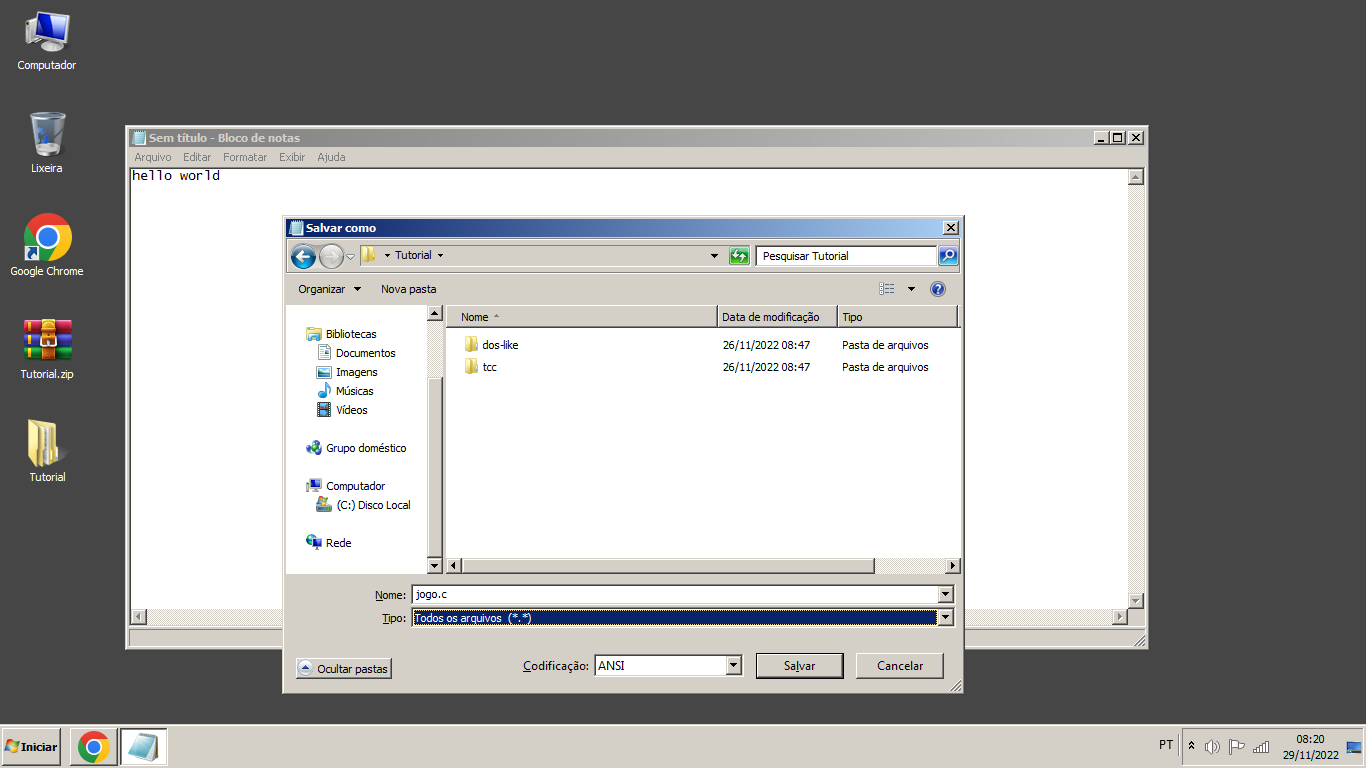 Computador
Lixeira
Google Chrome
Tutorial.zip
Tutorial
Sem título - Bloco de notas
Arquivo Editar Formatar Exibir Ajuda
hello world
Salvar como
Tutorial
Pesquisar Tutorial
Organizar Nova pasta
Bibliotecas
Documentos
Imagens
Músicas
Vídeos
Grupo doméstico
Computador
(C:) Disco Local
Rede
Nome Data de modificação Tipo
dos-like 26/11/2022 08:47 Pasta de arquivos
tcc 26/11/2022 08:47 Pasta de arquivos
Nome: jogo.c
Tipo: Todos os arquivos (*.*)
Ocultar pastas
Codificação: ANSI
Salvar
Cancelar
Iniciar
PT
08:20
29/11/2022